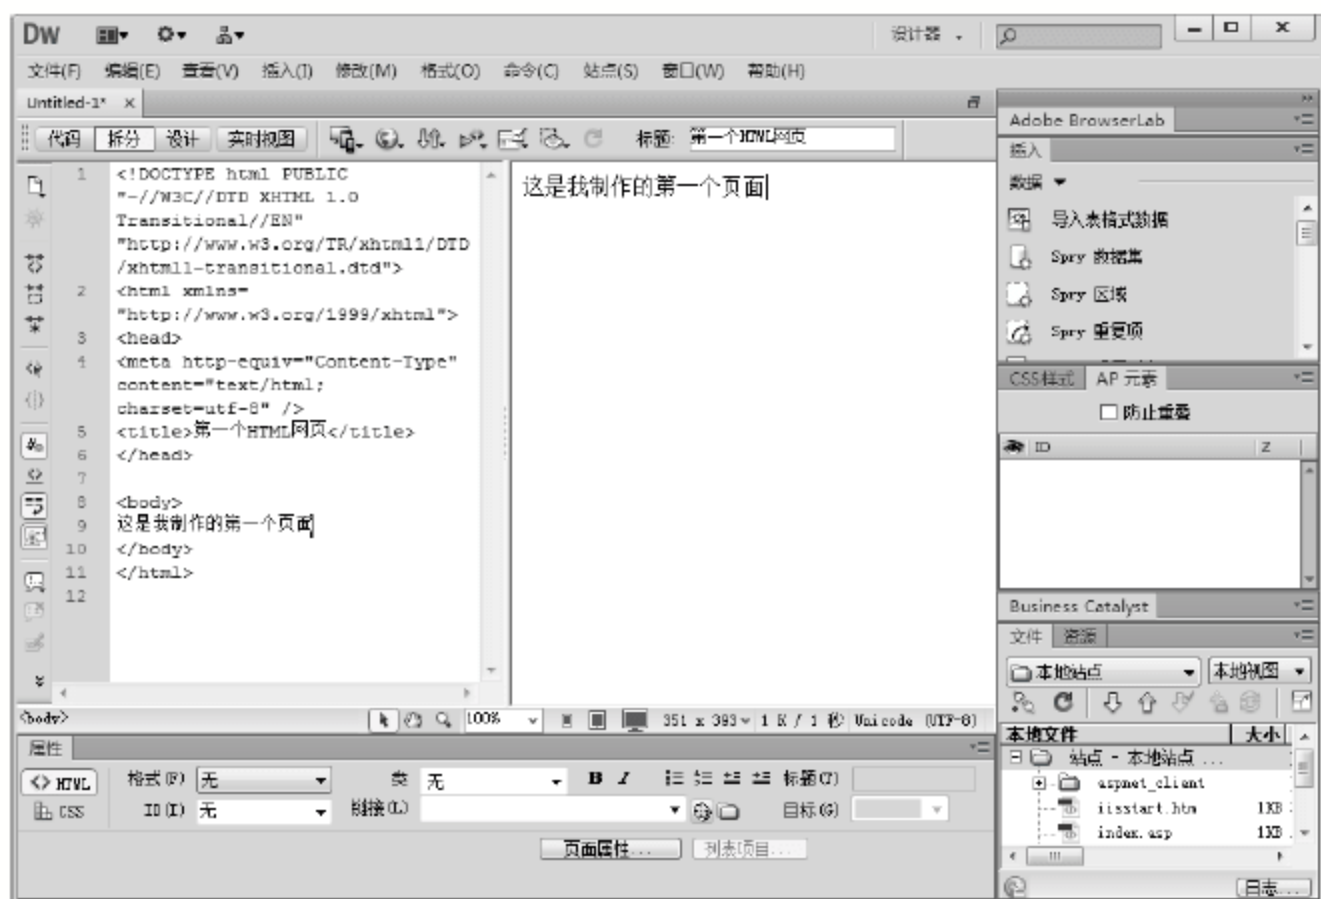 Dw
设计器
文件(F) 编辑(E) 查看(V) 插入(I) 修改(M) 格式(O) 命令(C) 站点(S) 窗口(W) 帮助(H)
Untitled-1* ×
代码 拆分 设计 实时视图 标题: 第一个HTML网页
1 <!DOCTYPE html PUBLIC
"-//W3C//DTD XHTML 1.0
Transitional//EN"
"http://www.w3.org/TR/xhtml1/DTD
/xhtml1-transitional.dtd">
2 <html xmlns=
"http://www.w3.org/1999/xhtml">
3 <head>
4 <meta http-equiv="Content-Type"
content="text/html;
charset=utf-8" />
5 <title>第一个HTML网页</title>
6 </head>
7
8 <body>
9 这是我制作的第一个页面
10 </body>
11 </html>
12
这是我制作的第一个页面
<body> 100% 351 x 393 1 K / 1 秒 Unicode (UTF-8)
属性
<> HTML 格式(F) 无 类 无 B I 标题(T)
CSS ID(I) 无 链接(L) 目标(G)
页面属性... 列表项目...
Adobe BrowserLab
插入
数据
导入表格式数据
Spry 数据集
Spry 区域
Spry 重复项
CSS样式 AP 元素
防止重叠
ID Z
Business Catalyst
文件 资源
本地站点 本地视图
本地文件 大小
站点 - 本地站点 ...
aspnet_client
iisstart.htm 1KB
index.asp 1KB
日志...